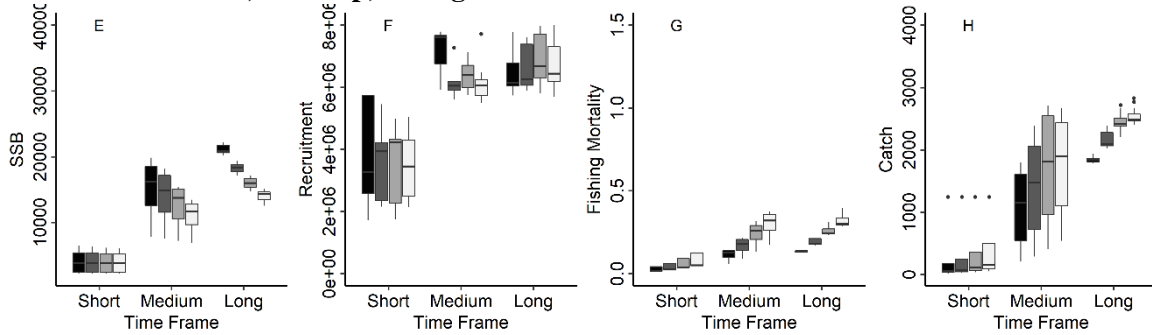 E
SSB
40000
30000
20000
10000
Short Medium Long
Time Frame
F
Recruitment
8e+06
6e+06
4e+06
2e+06
0e+00
Short Medium Long
Time Frame
G
Fishing Mortality
1.5
1.0
0.5
0.0
Short Medium Long
Time Frame
H
Catch
4000
3000
2000
1000
0
Short Medium Long
Time Frame